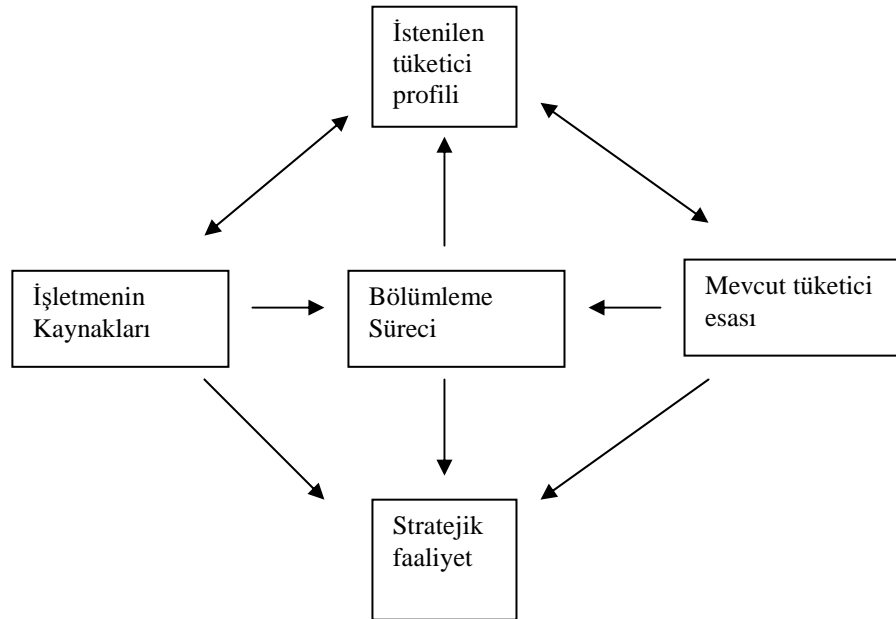 İstenilen
tüketici
profili
İşletmenin
Kaynakları
Bölümleme
Süreci
Mevcut tüketici
esası
Stratejik
faaliyet